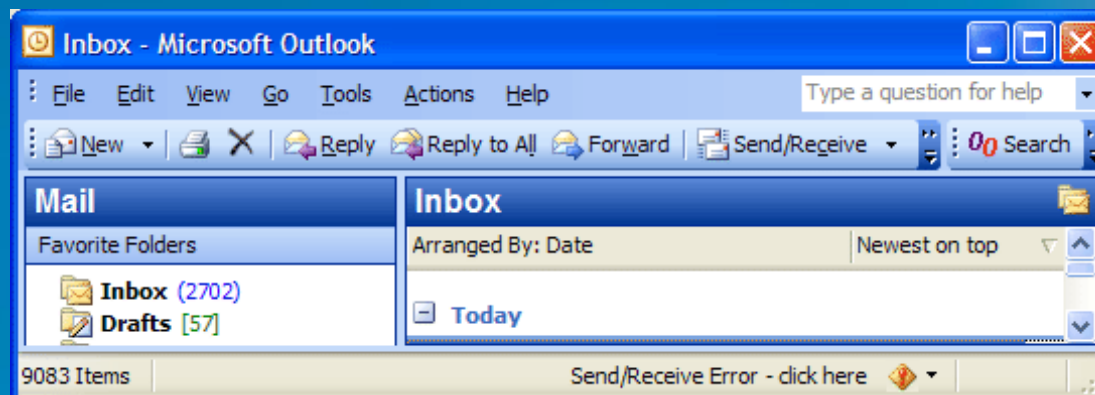 Inbox - Microsoft Outlook
File Edit View Go Tools Actions Help Type a question for help
New Reply Reply to All Forward Send/Receive Search
Mail Inbox
Favorite Folders Arranged By: Date Newest on top
Inbox (2702)
Drafts [57] Today
9083 Items Send/Receive Error - click here